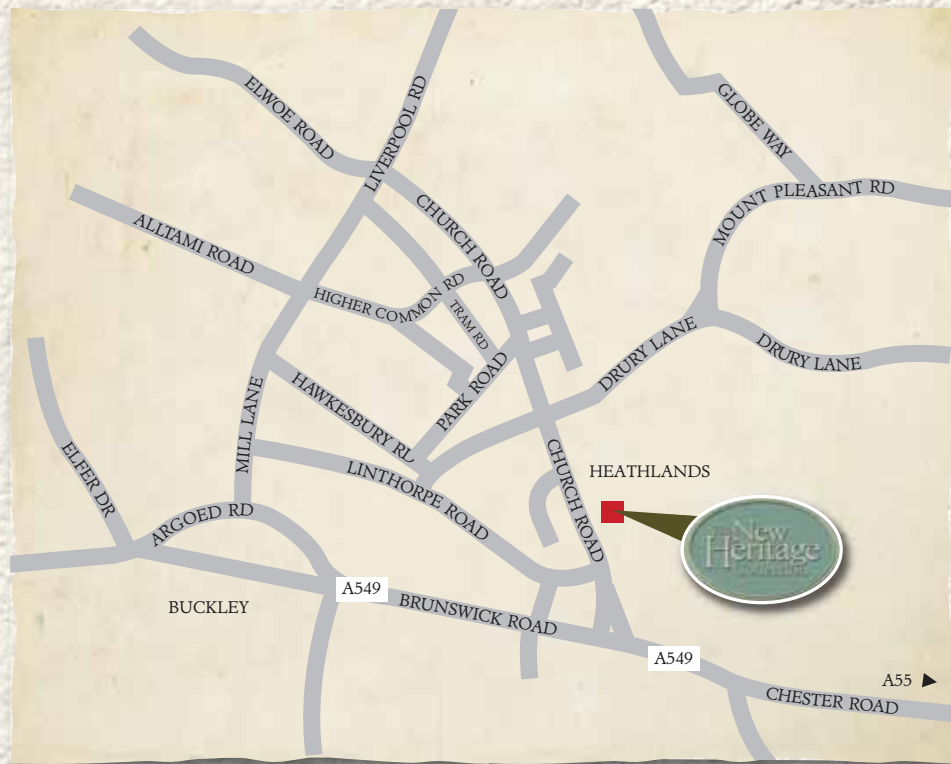 ELWOE ROAD
LIVERPOOL RD
GLOBE WAY
MOUNT PLEASANT RD
CHURCH ROAD
ALLTAMI ROAD
HIGHER COMMON RD
TRAM RD
DRURY LANE
DRURY LANE
PARK ROAD
HAWKESBURY RD
MILL LANE
ELFER DR
LINTHORPE ROAD
CHURCH ROAD
HEATHLANDS
ARGOED RD
New
Heritage
A549
BUCKLEY
BRUNSWICK ROAD
A549
A55
CHESTER ROAD